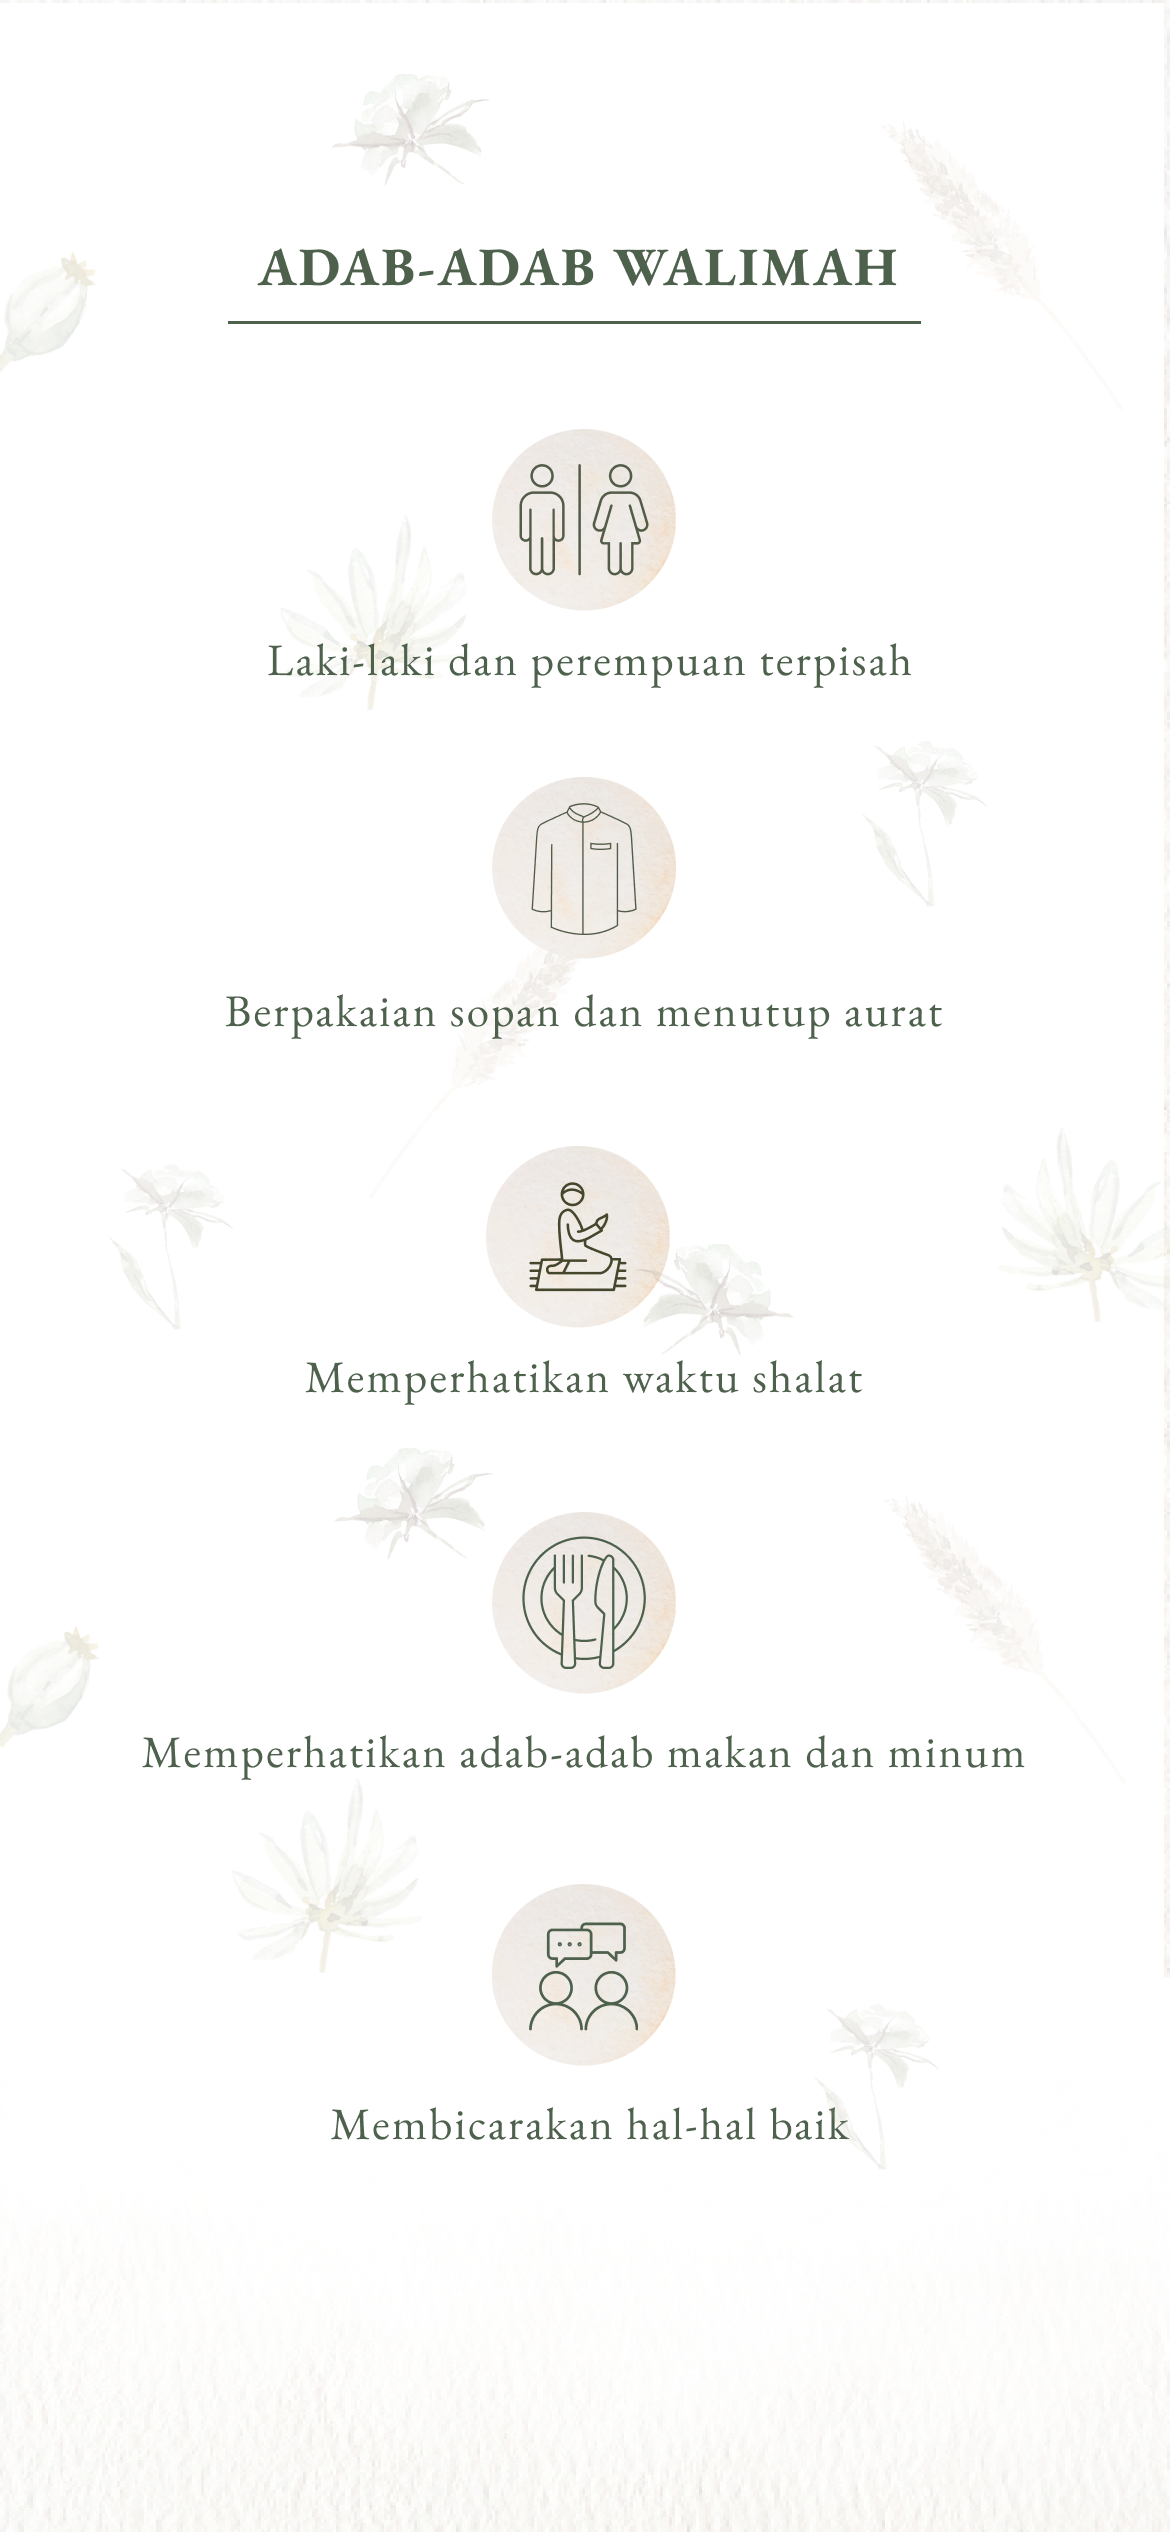 ADAB-ADAB WALIMAH
Laki-laki dan perempuan terpisah
Berpakaian sopan dan menutup aurat
Memperhatikan waktu shalat
Memperhatikan adab-adab makan dan minum
Membicarakan hal-hal baik